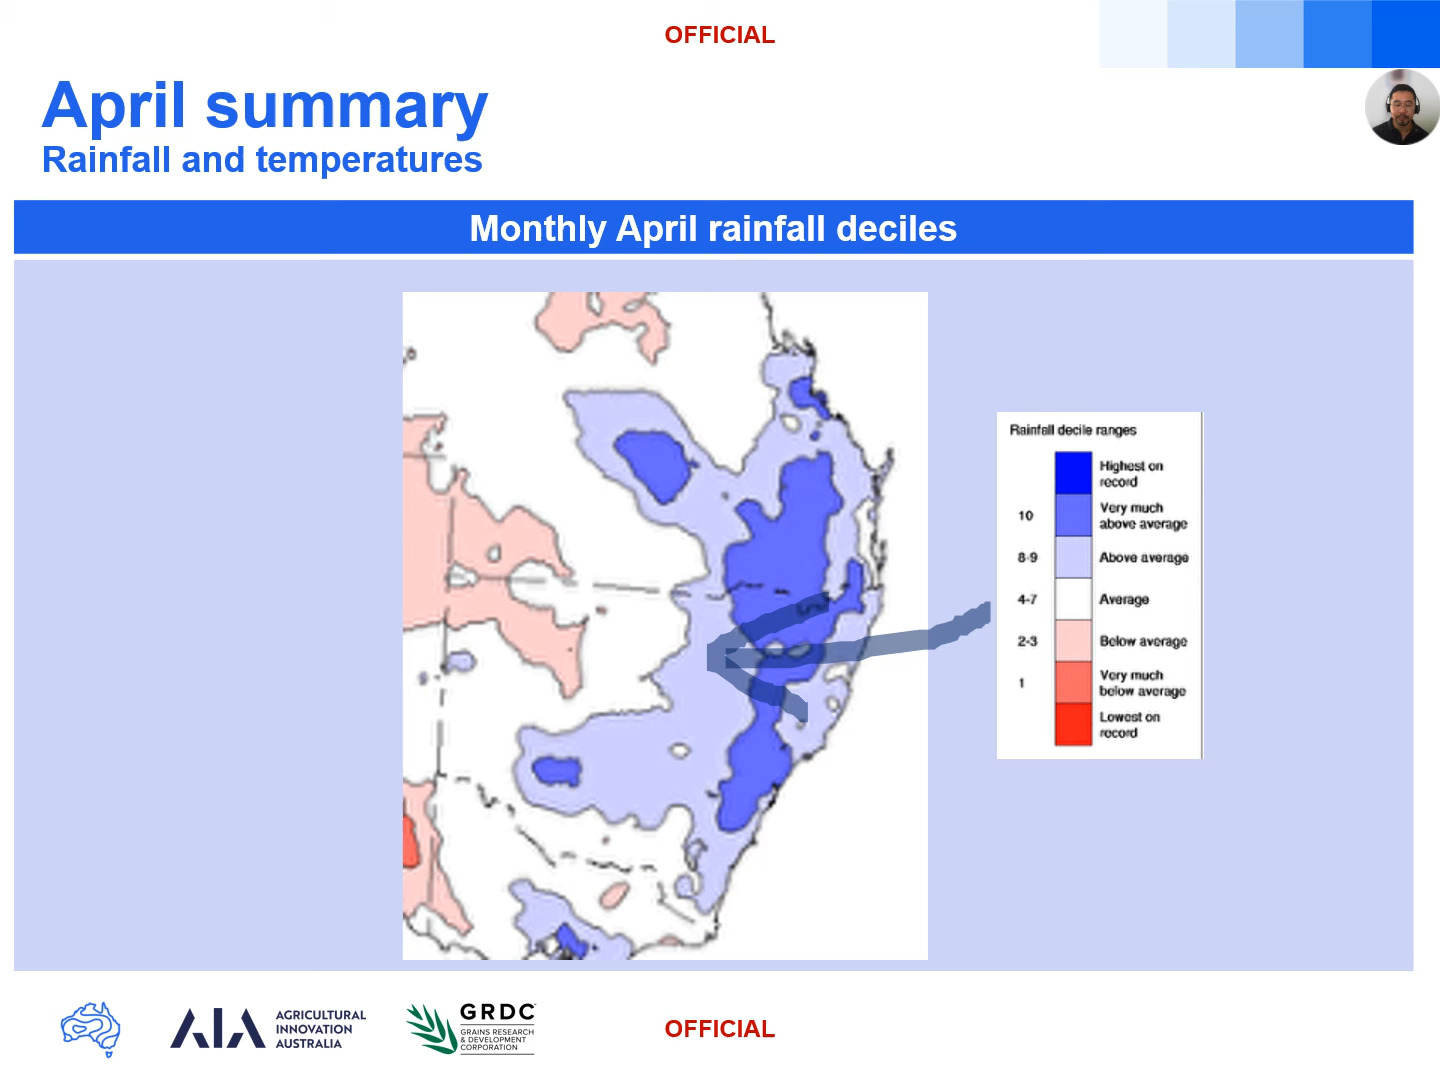 OFFICIAL
April summary
Rainfall and temperatures
Monthly April rainfall deciles
Rainfall decile ranges
Highest on
record
10
Very much
above average
8-9
Above average
4-7
Average
2-3
Below average
1
Very much
below average
Lowest on
record
AIA
AGRICULTURAL
INNOVATION
AUSTRALIA
GRDC
GRAINS RESEARCH
& DEVELOPMENT
CORPORATION
OFFICIAL